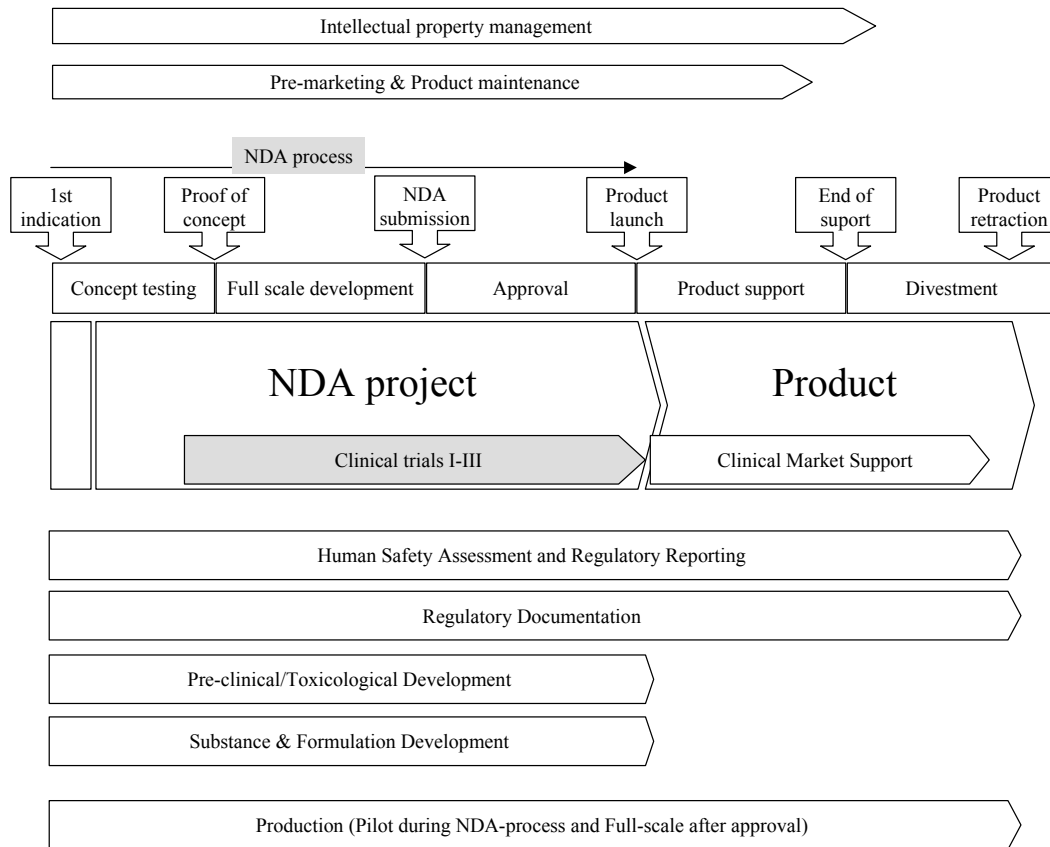 Intellectual property management
Pre-marketing & Product maintenance
NDA process
1st
indication
Proof of
concept
NDA
submission
Product
launch
End of
suport
Product
retraction
Concept testing
Full scale development
Approval
Product support
Divestment
NDA project
Product
Clinical trials I-III
Clinical Market Support
Human Safety Assessment and Regulatory Reporting
Regulatory Documentation
Pre-clinical/Toxicological Development
Substance & Formulation Development
Production (Pilot during NDA-process and Full-scale after approval)